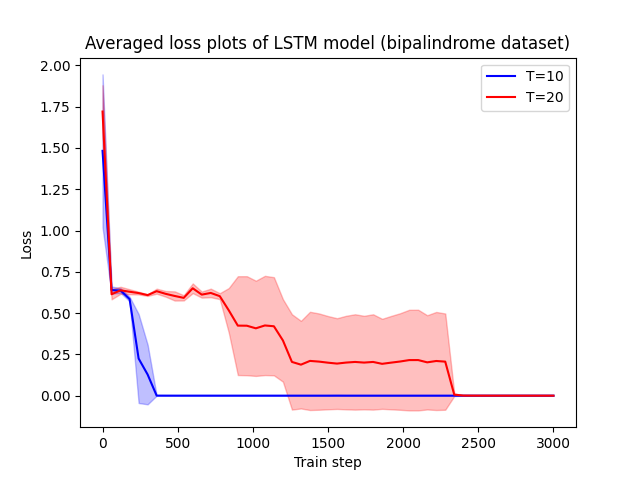 Averaged loss plots of LSTM model (bipalindrome dataset)
T=10
T=20
Loss
2.00
1.75
1.50
1.25
1.00
0.75
0.50
0.25
0.00
0 500 1000 1500 2000 2500 3000
Train step